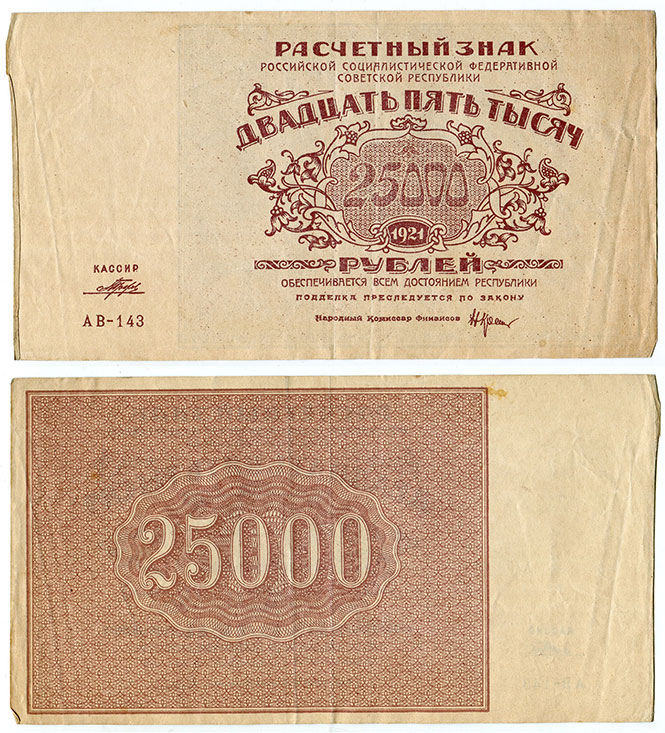 РАСЧЕТНЫЙ ЗНАК
РОССИЙСКОЙ СОЦИАЛИСТИЧЕСКОЙ ФЕДЕРАТИВНОЙ
СОВЕТСКОЙ РЕСПУБЛИКИ
ДВАДЦАТЬ ПЯТЬ ТЫСЯЧ
25000
1921
РУБЛЕЙ
ОБЕСПЕЧИВАЕТСЯ ВСЕМ ДОСТОЯНИЕМ РЕСПУБЛИКИ
ПОДДЕЛКА ПРЕСЛЕДУЕТСЯ ПО ЗАКОНУ
Народный Комиссар Финансов
КАССИР
АВ-143
25000